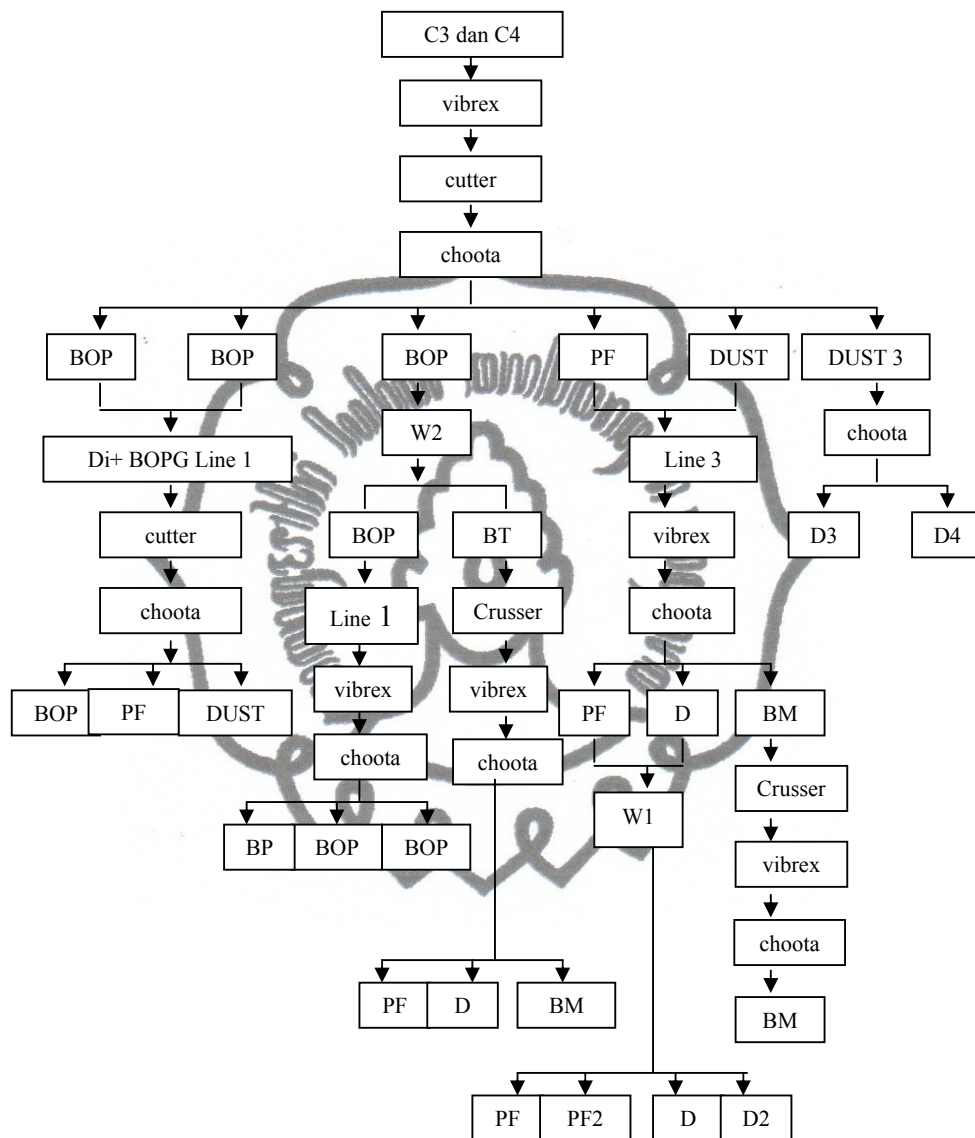 C3 dan C4
vibrex
cutter
choota
BOP BOP BOP PF DUST DUST 3
W2 choota
Di+ BOPG Line 1 Line 3
cutter BOP BT vibrex D3 D4
choota Line 1 Crusser choota
BOP PF DUST vibrex vibrex PF D BM
choota choota Crusser
BP BOP BOP W1
vibrex
choota
PF D BM BM
PF PF2 D D2